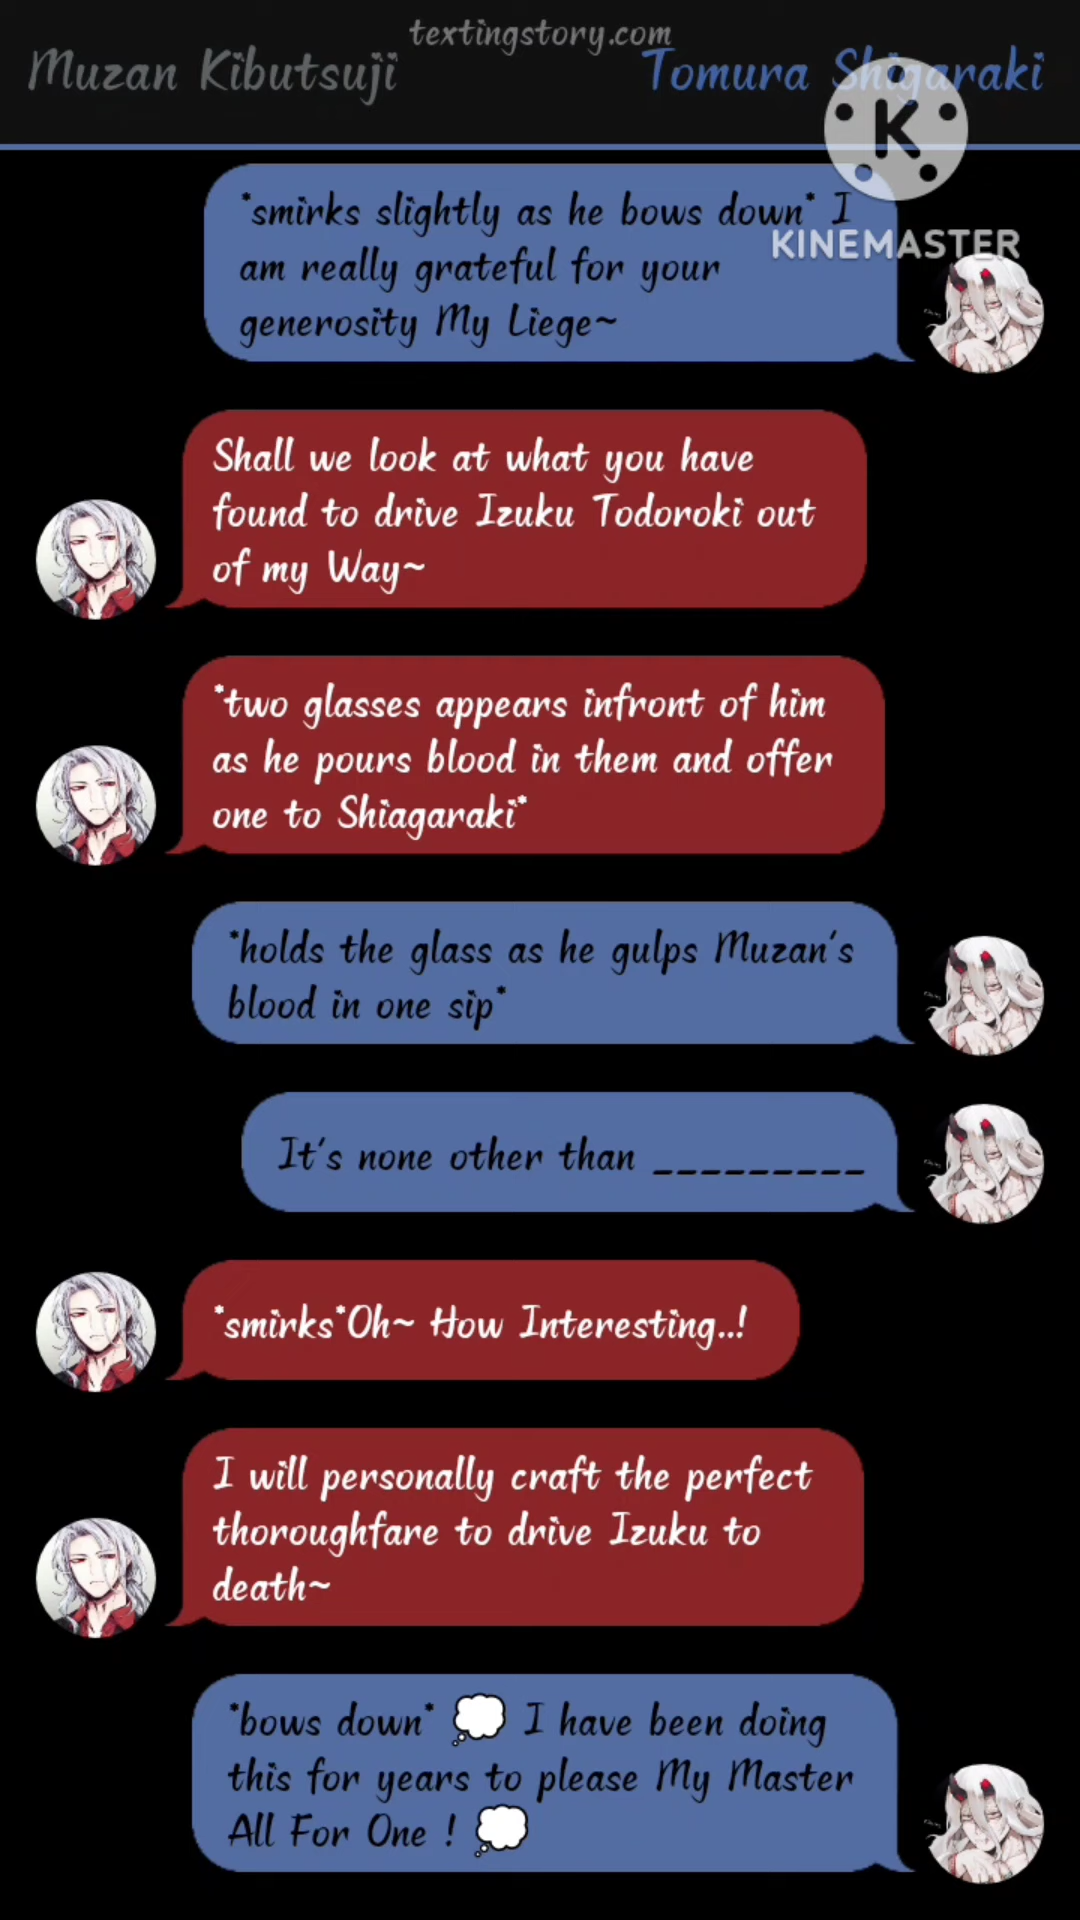 textingstory.com
Muzan Kibutsuji
Tomura Shigaraki
K
KINEMASTER
*smirks slightly as he bows down* I
am really grateful for your
generosity My Liege~
Shall we look at what you have
found to drive Izuku Todoroki out
of my Way~
*two glasses appears infront of him
as he pours blood in them and offer
one to Shiagaraki*
*holds the glass as he gulps Muzan's
blood in one sip*
It's none other than _________
*smirks*Oh~ How Interesting..!
I will personally craft the perfect
thoroughfare to drive Izuku to
death~
*bows down* 💭 I have been doing
this for years to please My Master
All For One ! 💭